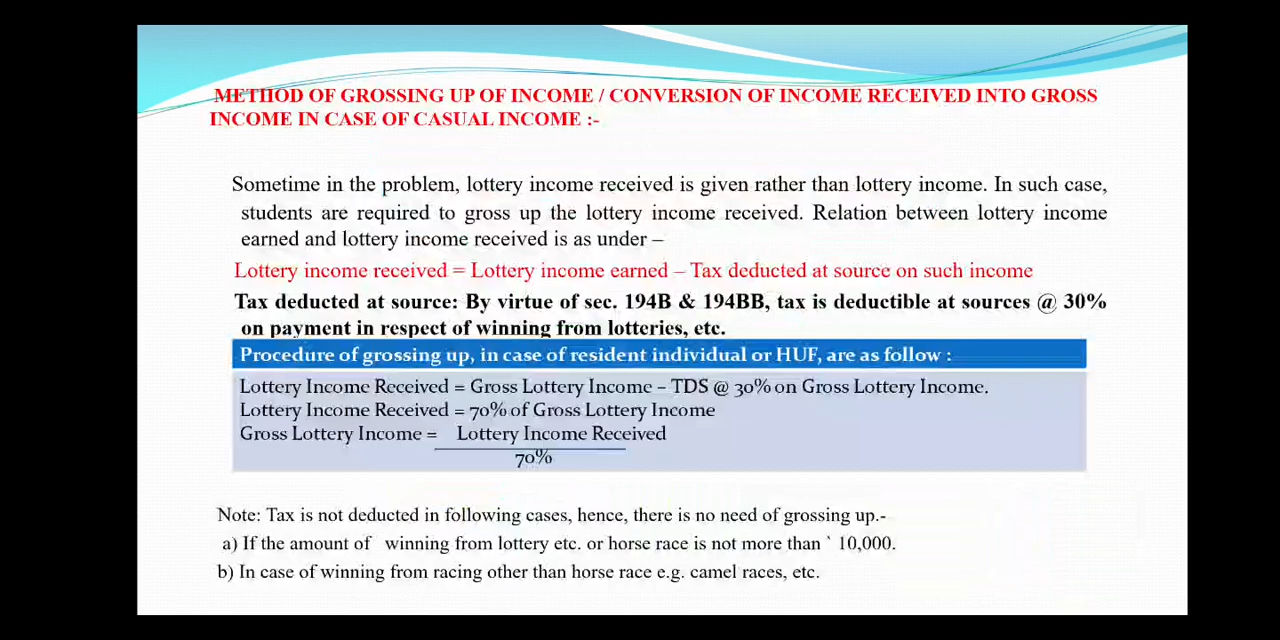 METHOD OF GROSSING UP OF INCOME / CONVERSION OF INCOME RECEIVED INTO GROSS
INCOME IN CASE OF CASUAL INCOME :-
Sometime in the problem, lottery income received is given rather than lottery income. In such case,
students are required to gross up the lottery income received. Relation between lottery income
earned and lottery income received is as under –
Lottery income received = Lottery income earned – Tax deducted at source on such income
Tax deducted at source: By virtue of sec. 194B & 194BB, tax is deductible at sources @ 30%
on payment in respect of winning from lotteries, etc.
Procedure of grossing up, in case of resident individual or HUF, are as follow :
Lottery Income Received = Gross Lottery Income – TDS @ 30% on Gross Lottery Income.
Lottery Income Received = 70% of Gross Lottery Income
Gross Lottery Income = Lottery Income Received
70%
Note: Tax is not deducted in following cases, hence, there is no need of grossing up.-
a) If the amount of winning from lottery etc. or horse race is not more than ` 10,000.
b) In case of winning from racing other than horse race e.g. camel races, etc.